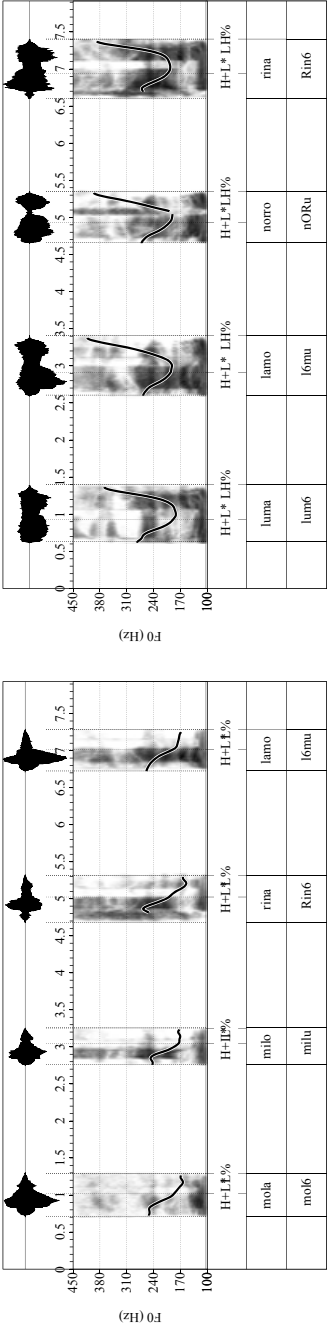 0 0.5 1 1.5 2 2.5 3 3.5 4 4.5 5 5.5 6 6.5 7 7.5
450
380
310
240
170
100
F0 (Hz)
H+L* L% H+L* L% H+L* L% H+L* L%
mola milo rina lamo
mol6 milu Rin6 l6mu
0 0.5 1 1.5 2 2.5 3 3.5 4 4.5 5 5.5 6 6.5 7 7.5
450
380
310
240
170
100
F0 (Hz)
H+L* LH% H+L* LH% H+L* LH% H+L* LH%
luma lamo norro rina
lum6 l6mu nORu Rin6